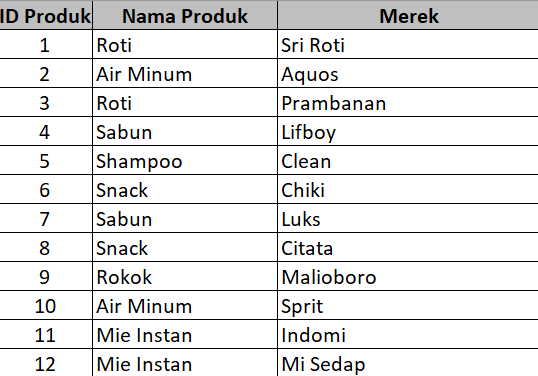 ID Produk Nama Produk Merek
1 Roti Sri Roti
2 Air Minum Aquos
3 Roti Prambanan
4 Sabun Lifboy
5 Shampoo Clean
6 Snack Chiki
7 Sabun Luks
8 Snack Citata
9 Rokok Malioboro
10 Air Minum Sprit
11 Mie Instan Indomi
12 Mie Instan Mi Sedap